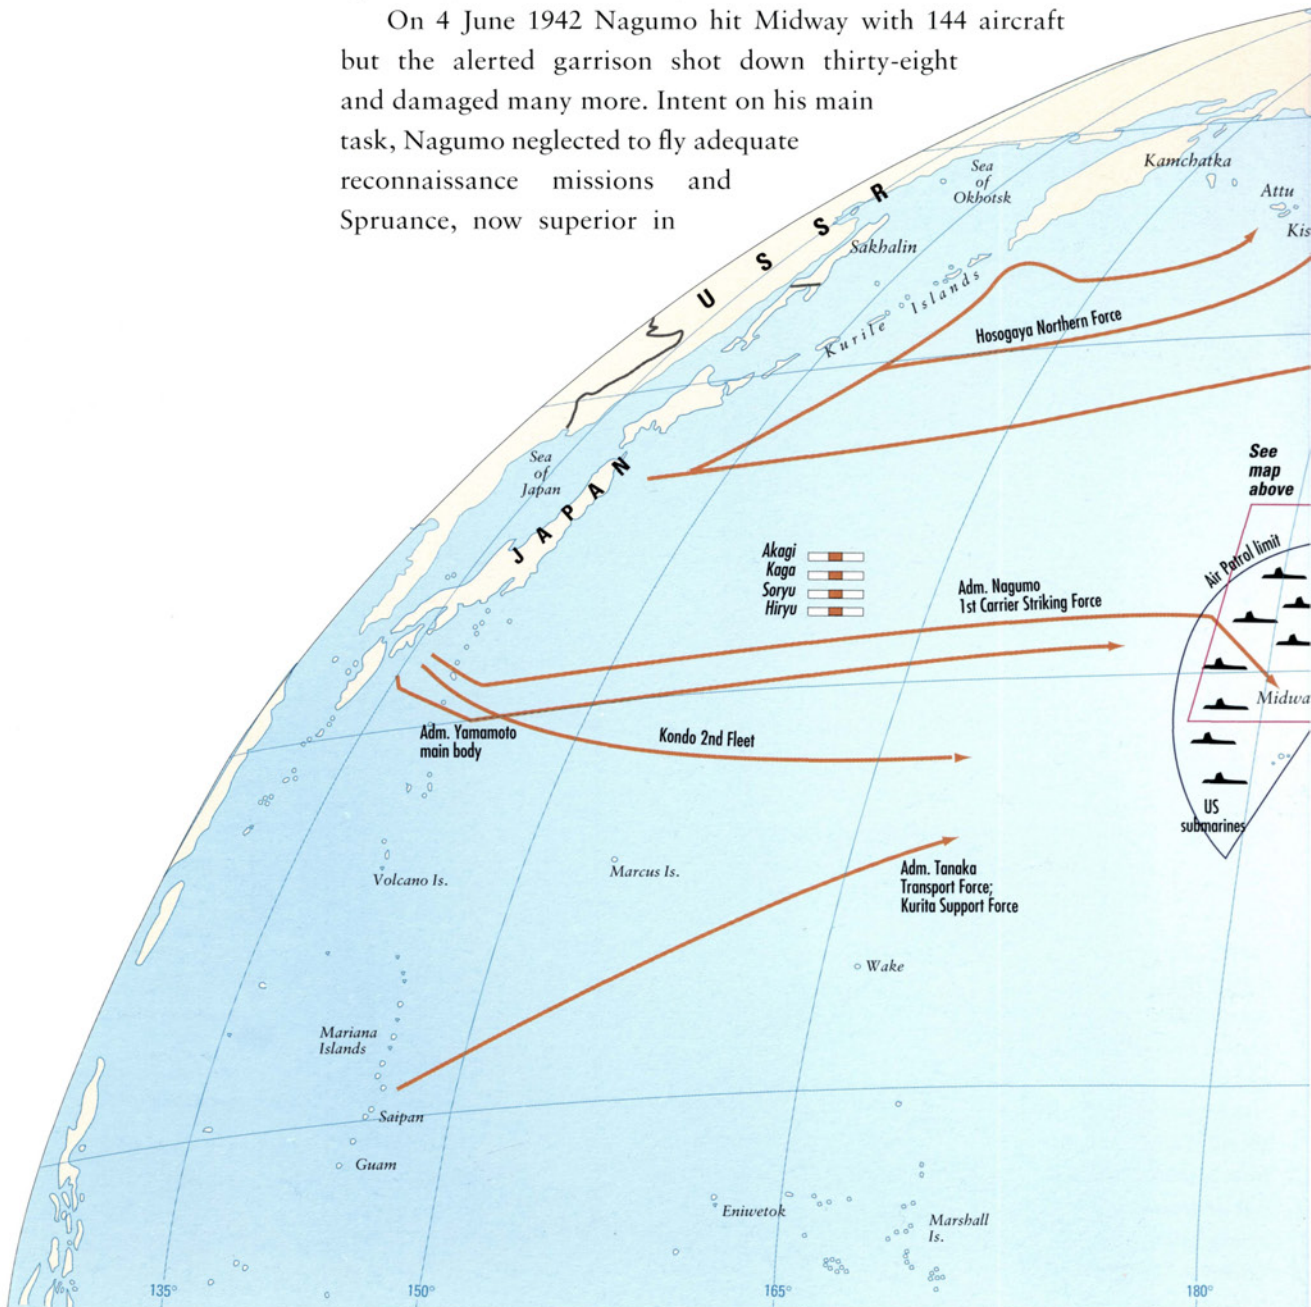 On 4 June 1942 Nagumo hit Midway with 144 aircraft
but the alerted garrison shot down thirty-eight
and damaged many more. Intent on his main
task, Nagumo neglected to fly adequate
reconnaissance missions and
Spruance, now superior in
Kamchatka
Sea
of
Okhotsk
Attu
Kis
USSR
Sakhalin
Kurile Islands
Hosogaya Northern Force
Sea
of
Japan
JAPAN
See
map
above
Air Patrol limit
Akagi
Kaga
Soryu
Hiryu
Adm. Nagumo
1st Carrier Striking Force
Midwa
Adm. Yamamoto
main body
Kondo 2nd Fleet
US
submarines
Volcano Is.
Marcus Is.
Adm. Tanaka
Transport Force;
Kurita Support Force
Wake
Mariana
Islands
Saipan
Guam
Eniwetok
Marshall
Is.
135°
150°
165°
180°